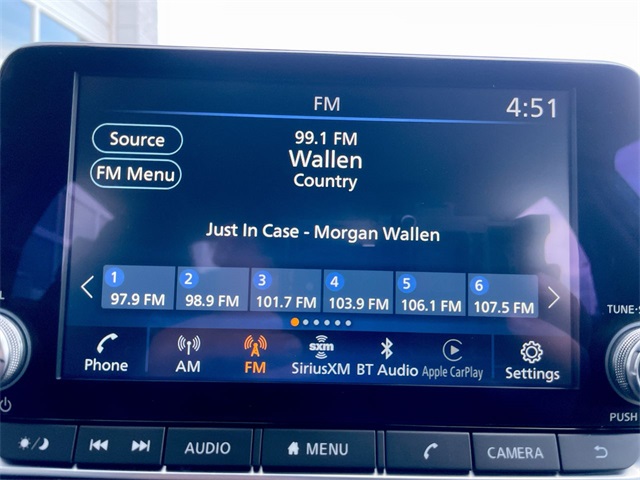 FM 4:51
Source
FM Menu
99.1 FM
Wallen
Country
Just In Case - Morgan Wallen
1 2 3 4 5 6
97.9 FM 98.9 FM 101.7 FM 103.9 FM 106.1 FM 107.5 FM
Phone AM FM sxm SiriusXM BT Audio Apple CarPlay Settings
AUDIO MENU CAMERA
PUSH